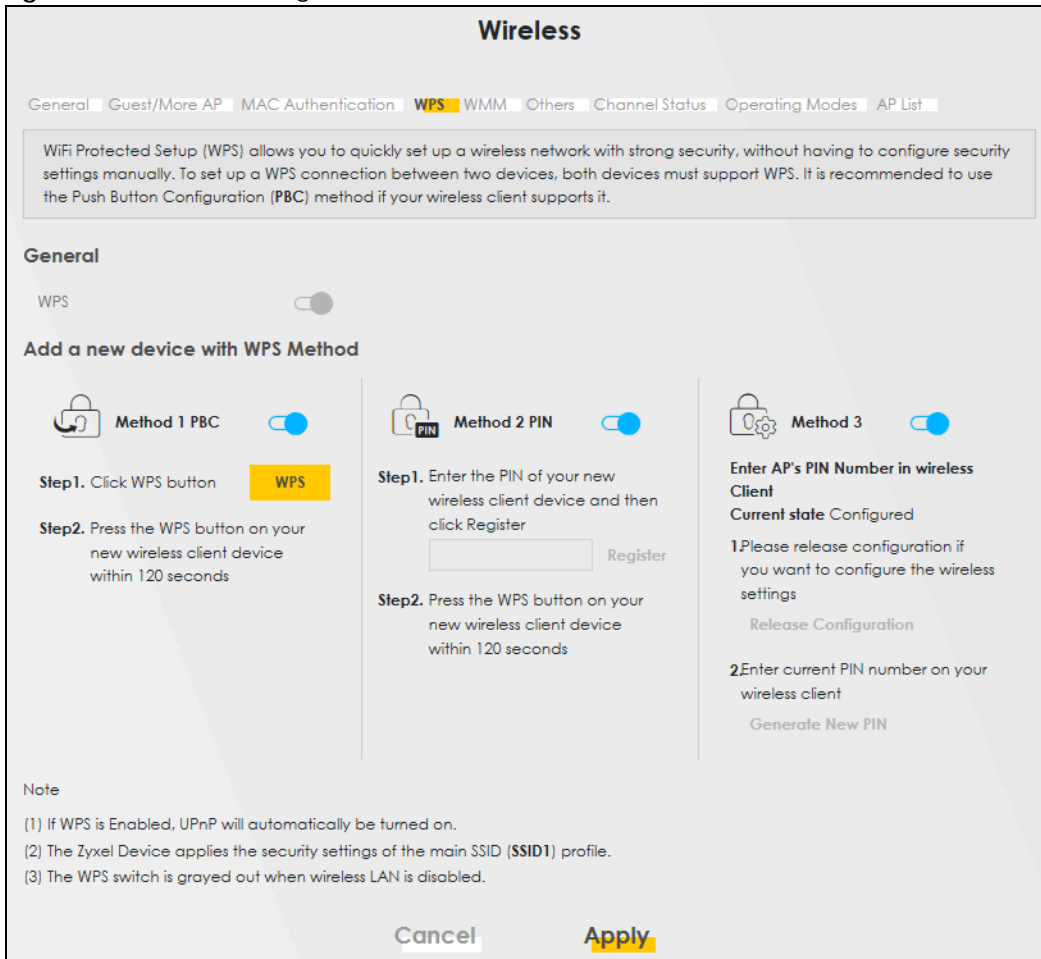 Wireless
General Guest/More AP MAC Authentication WPS WMM Others Channel Status Operating Modes AP List
WiFi Protected Setup (WPS) allows you to quickly set up a wireless network with strong security, without having to configure security
settings manually. To set up a WPS connection between two devices, both devices must support WPS. It is recommended to use
the Push Button Configuration (PBC) method if your wireless client supports it.
General
WPS
Add a new device with WPS Method
Method 1 PBC
Step1. Click WPS button WPS
Step2. Press the WPS button on your
new wireless client device
within 120 seconds
PIN Method 2 PIN
Step1. Enter the PIN of your new
wireless client device and then
click Register
Register
Step2. Press the WPS button on your
new wireless client device
within 120 seconds
Method 3
Enter AP's PIN Number in wireless
Client
Current state Configured
1.Please release configuration if
you want to configure the wireless
settings
Release Configuration
2.Enter current PIN number on your
wireless client
Generate New PIN
Note
(1) If WPS is Enabled, UPnP will automatically be turned on.
(2) The Zyxel Device applies the security settings of the main SSID (SSID1) profile.
(3) The WPS switch is grayed out when wireless LAN is disabled.
Cancel Apply